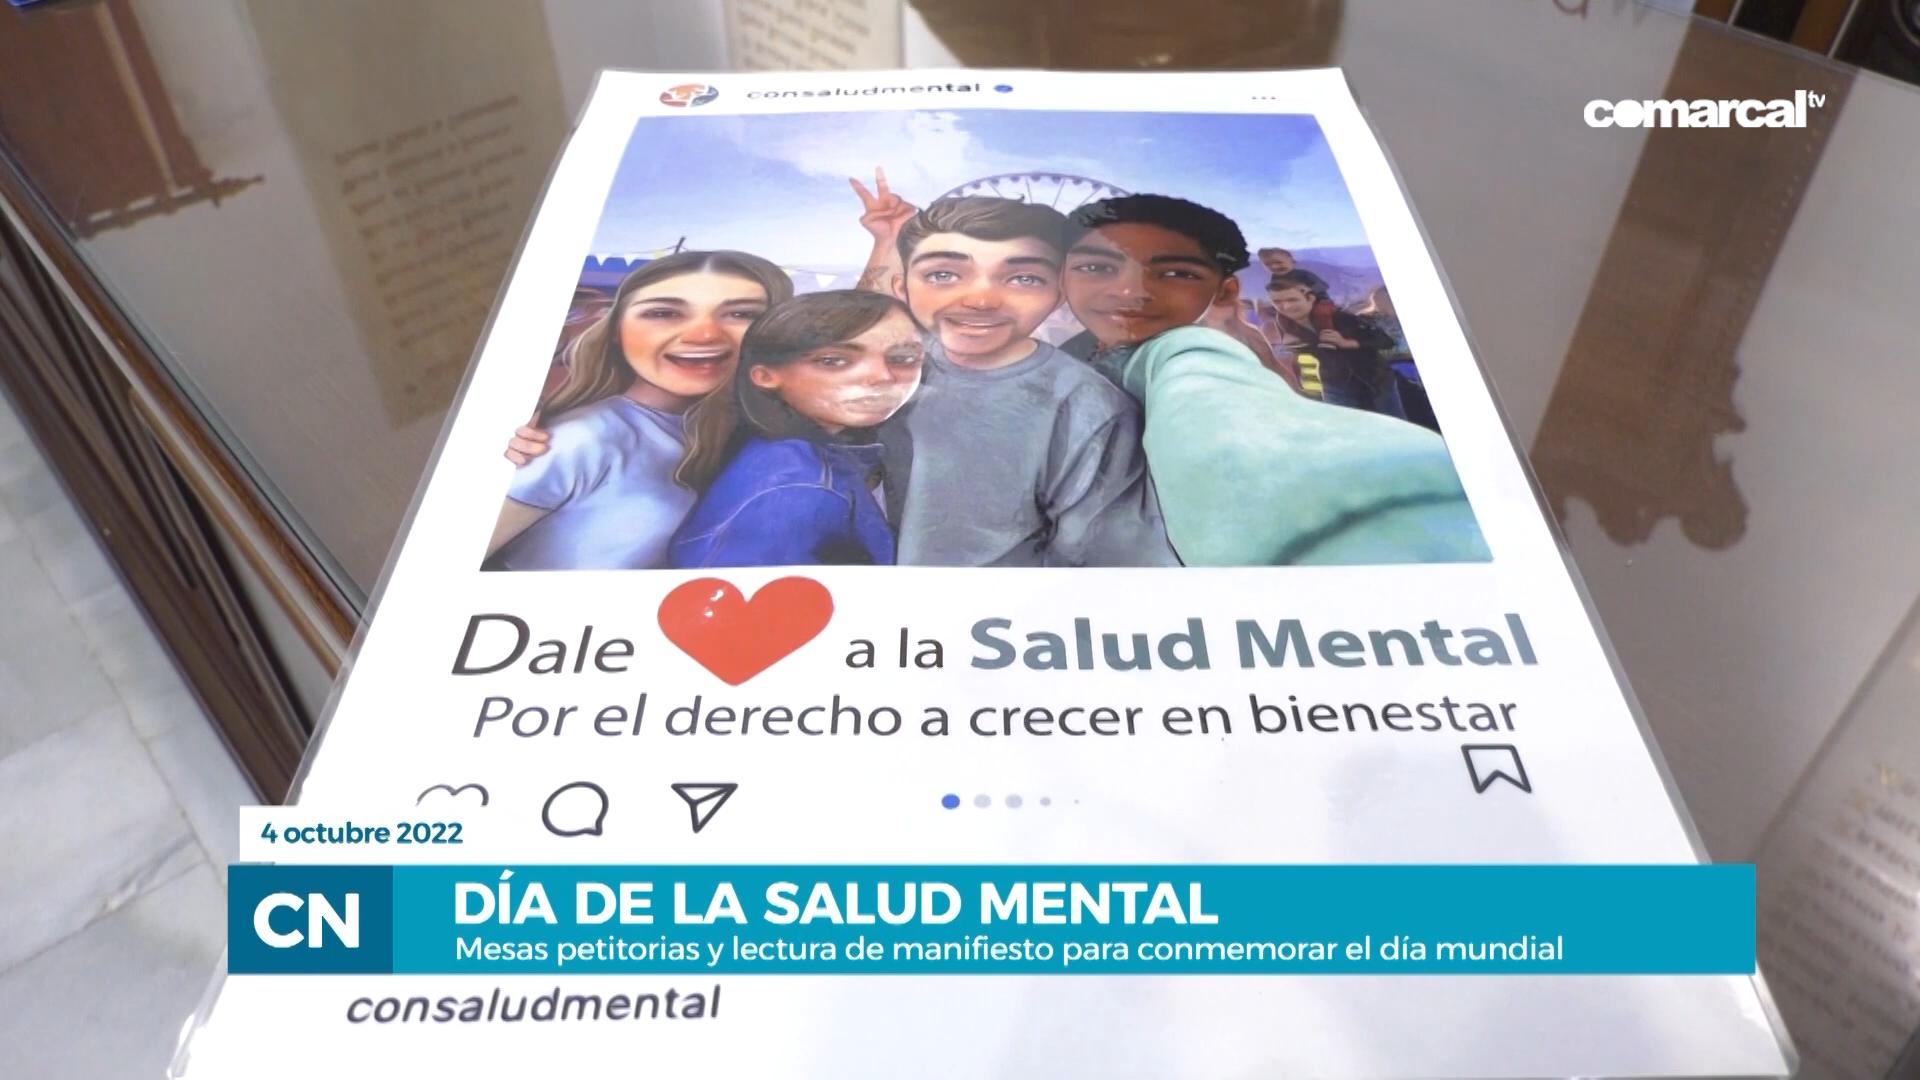 consaludmental
comarcal tv
Dale a la Salud Mental
Por el derecho a crecer en bienestar
4 octubre 2022
CN
DÍA DE LA SALUD MENTAL
Mesas petitorias y lectura de manifiesto para conmemorar el día mundial
consaludmental